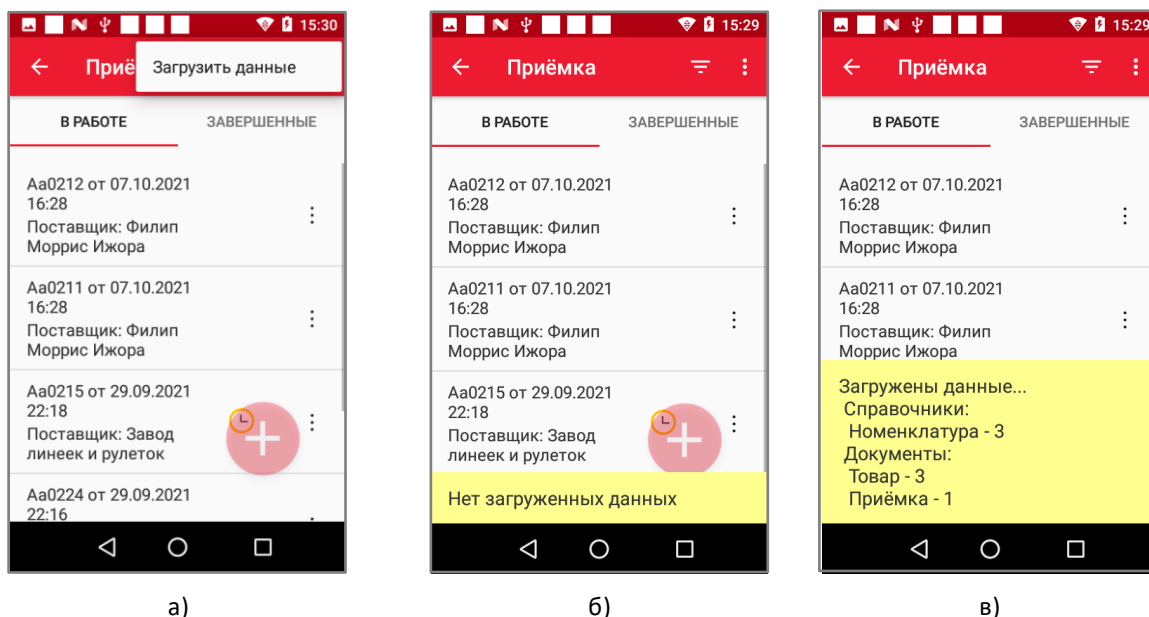 15:30
Приё
Загрузить данные
В РАБОТЕ
ЗАВЕРШЕННЫЕ
Аа0212 от 07.10.2021
16:28
Поставщик: Филип
Моррис Ижора
Аа0211 от 07.10.2021
16:28
Поставщик: Филип
Моррис Ижора
Аа0215 от 29.09.2021
22:18
Поставщик: Завод
линеек и рулеток
Аа0224 от 29.09.2021
22:16
а)
15:29
Приёмка
В РАБОТЕ
ЗАВЕРШЕННЫЕ
Аа0212 от 07.10.2021
16:28
Поставщик: Филип
Моррис Ижора
Аа0211 от 07.10.2021
16:28
Поставщик: Филип
Моррис Ижора
Аа0215 от 29.09.2021
22:18
Поставщик: Завод
линеек и рулеток
Нет загруженных данных
б)
15:29
Приёмка
В РАБОТЕ
ЗАВЕРШЕННЫЕ
Аа0212 от 07.10.2021
16:28
Поставщик: Филип
Моррис Ижора
Аа0211 от 07.10.2021
16:28
Поставщик: Филип
Моррис Ижора
Загружены данные...
Справочники:
Номенклатура - 3
Документы:
Товар - 3
Приёмка - 1
в)